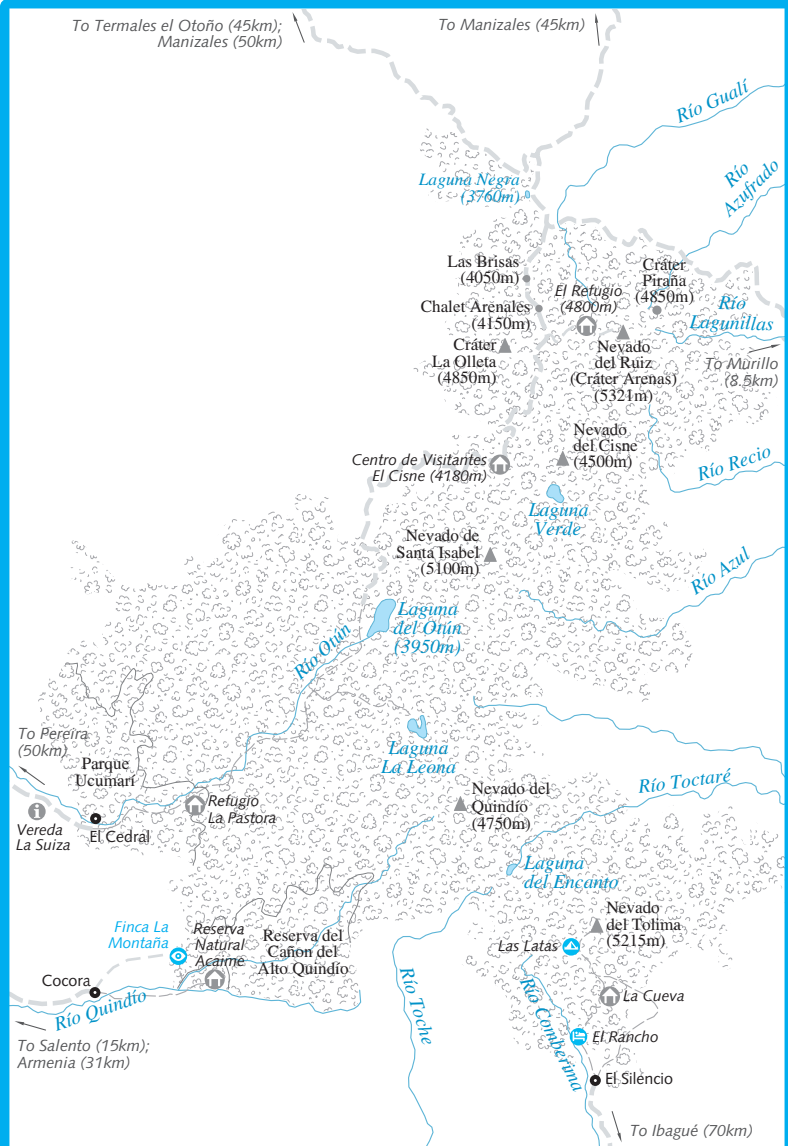 To Termales el Otoño (45km);
Manizales (50km)
To Manizales (45km)
Río Gualí
Río
Azufrado
Laguna Negra
(3760m)
Las Brisas
(4050m)
El Refugio
(4800m)
Cráter
Piraña
(4850m)
Chalet Arenales
(4150m)
Río
Lagunillas
Cráter
La Olleta
(4850m)
Nevado
del Ruiz
(Cráter Arenas)
(5321m)
To Murillo
(8.5km)
Nevado
del Cisne
(4500m)
Centro de Visitantes
El Cisne (4180m)
Río Recio
Laguna
Verde
Nevado de
Santa Isabel
(5100m)
Río Azul
Laguna
del Otún
(3950m)
Río Otún
To Pereira
(50km)
Parque
Ucumarí
Laguna
La Leona
Río Toctaré
Nevado del
Quindío
(4750m)
Refugio
La Pastora
Vereda
La Suiza
El Cedral
Laguna
del Encanto
Finca La
Montaña
Reserva
Natural
Acaime
Reserva del
Cañon del
Alto Quindío
Nevado
del Tolima
(5215m)
Las Latas
Cocora
Río Quindío
Río Toche
Río Comberima
La Cueva
El Rancho
To Salento (15km);
Armenia (31km)
El Silencio
To Ibagué (70km)